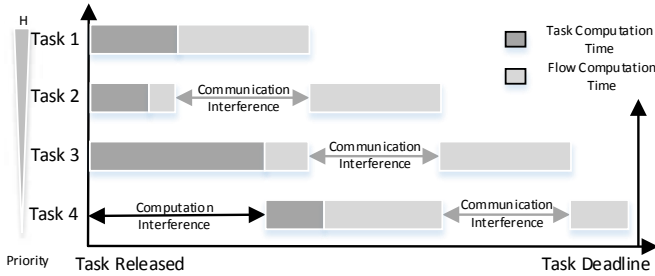 H
Task 1
Task Computation
Time
Flow Computation
Time
Task 2
Communication
Interference
Task 3
Communication
Interference
Task 4
Computation
Interference
Communication
Interference
Priority
Task Released
Task Deadline